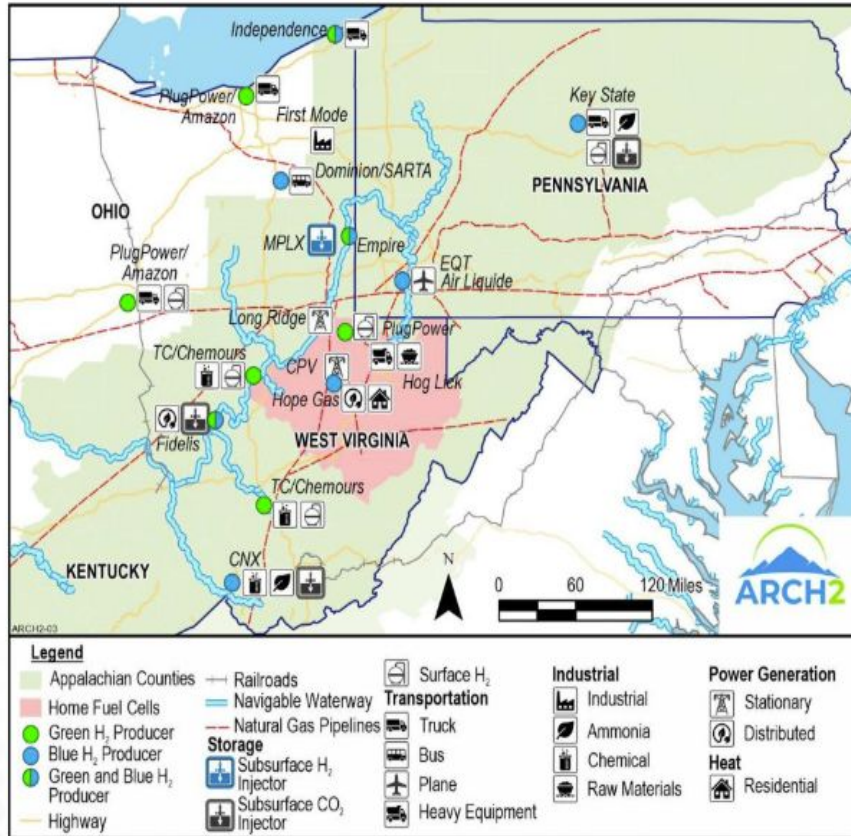 Independence
PlugPower/
Amazon
First Mode
Key State
Dominion/SARTA
PENNSYLVANIA
OHIO
MPLX
Empire
PlugPower/
Amazon
EQT
Air Liquide
Long Ridge
PlugPower
TC/Chemours
CPV
Hog Lick
Hope Gas
Fidelis
WEST VIRGINIA
TC/Chemours
CNX
KENTUCKY
N
0 60 120 Miles
ARCH2
ARCH2-03
Legend
Appalachian Counties
Home Fuel Cells
Green H₂ Producer
Blue H₂ Producer
Green and Blue H₂
Producer
Highway
Railroads
Navigable Waterway
Natural Gas Pipelines
Storage
Subsurface H₂
Injector
Subsurface CO₂
Injector
Surface H₂
Transportation
Truck
Bus
Plane
Heavy Equipment
Industrial
Industrial
Ammonia
Chemical
Raw Materials
Power Generation
Stationary
Distributed
Heat
Residential